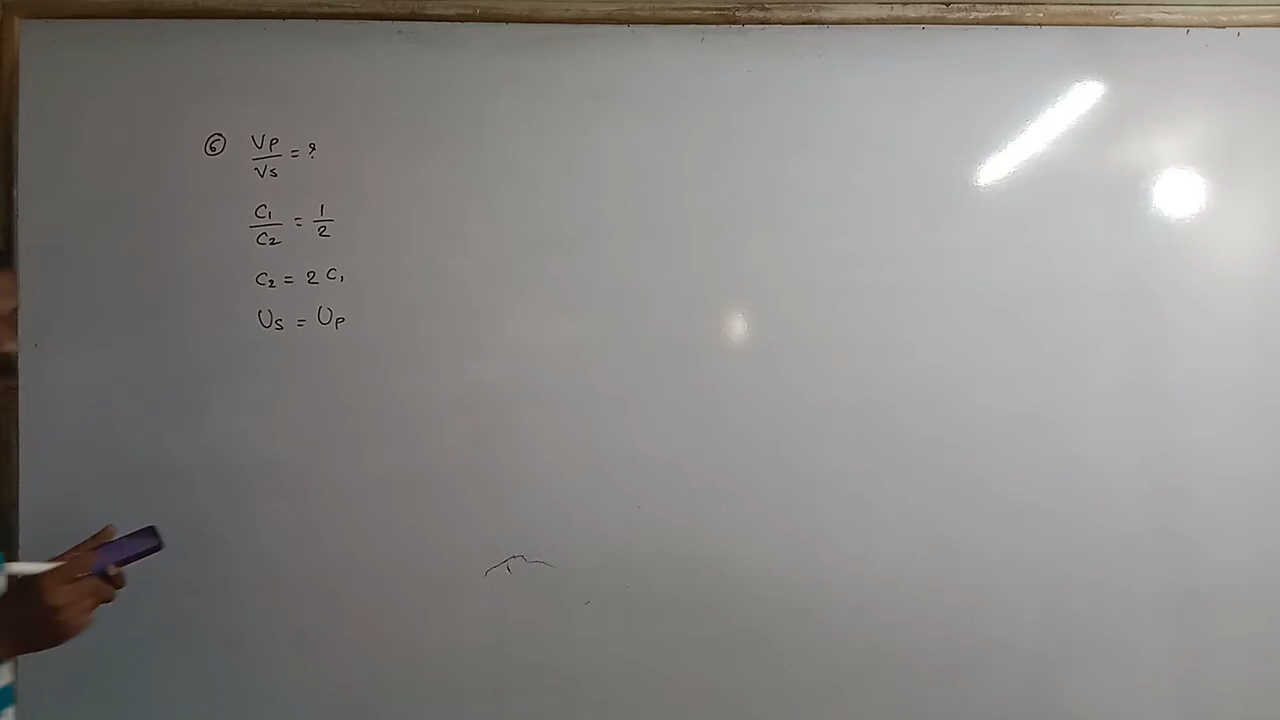 ⑥ VP/VS = ?
C₁/C₂ = 1/2
C₂ = 2 C₁
US = UP